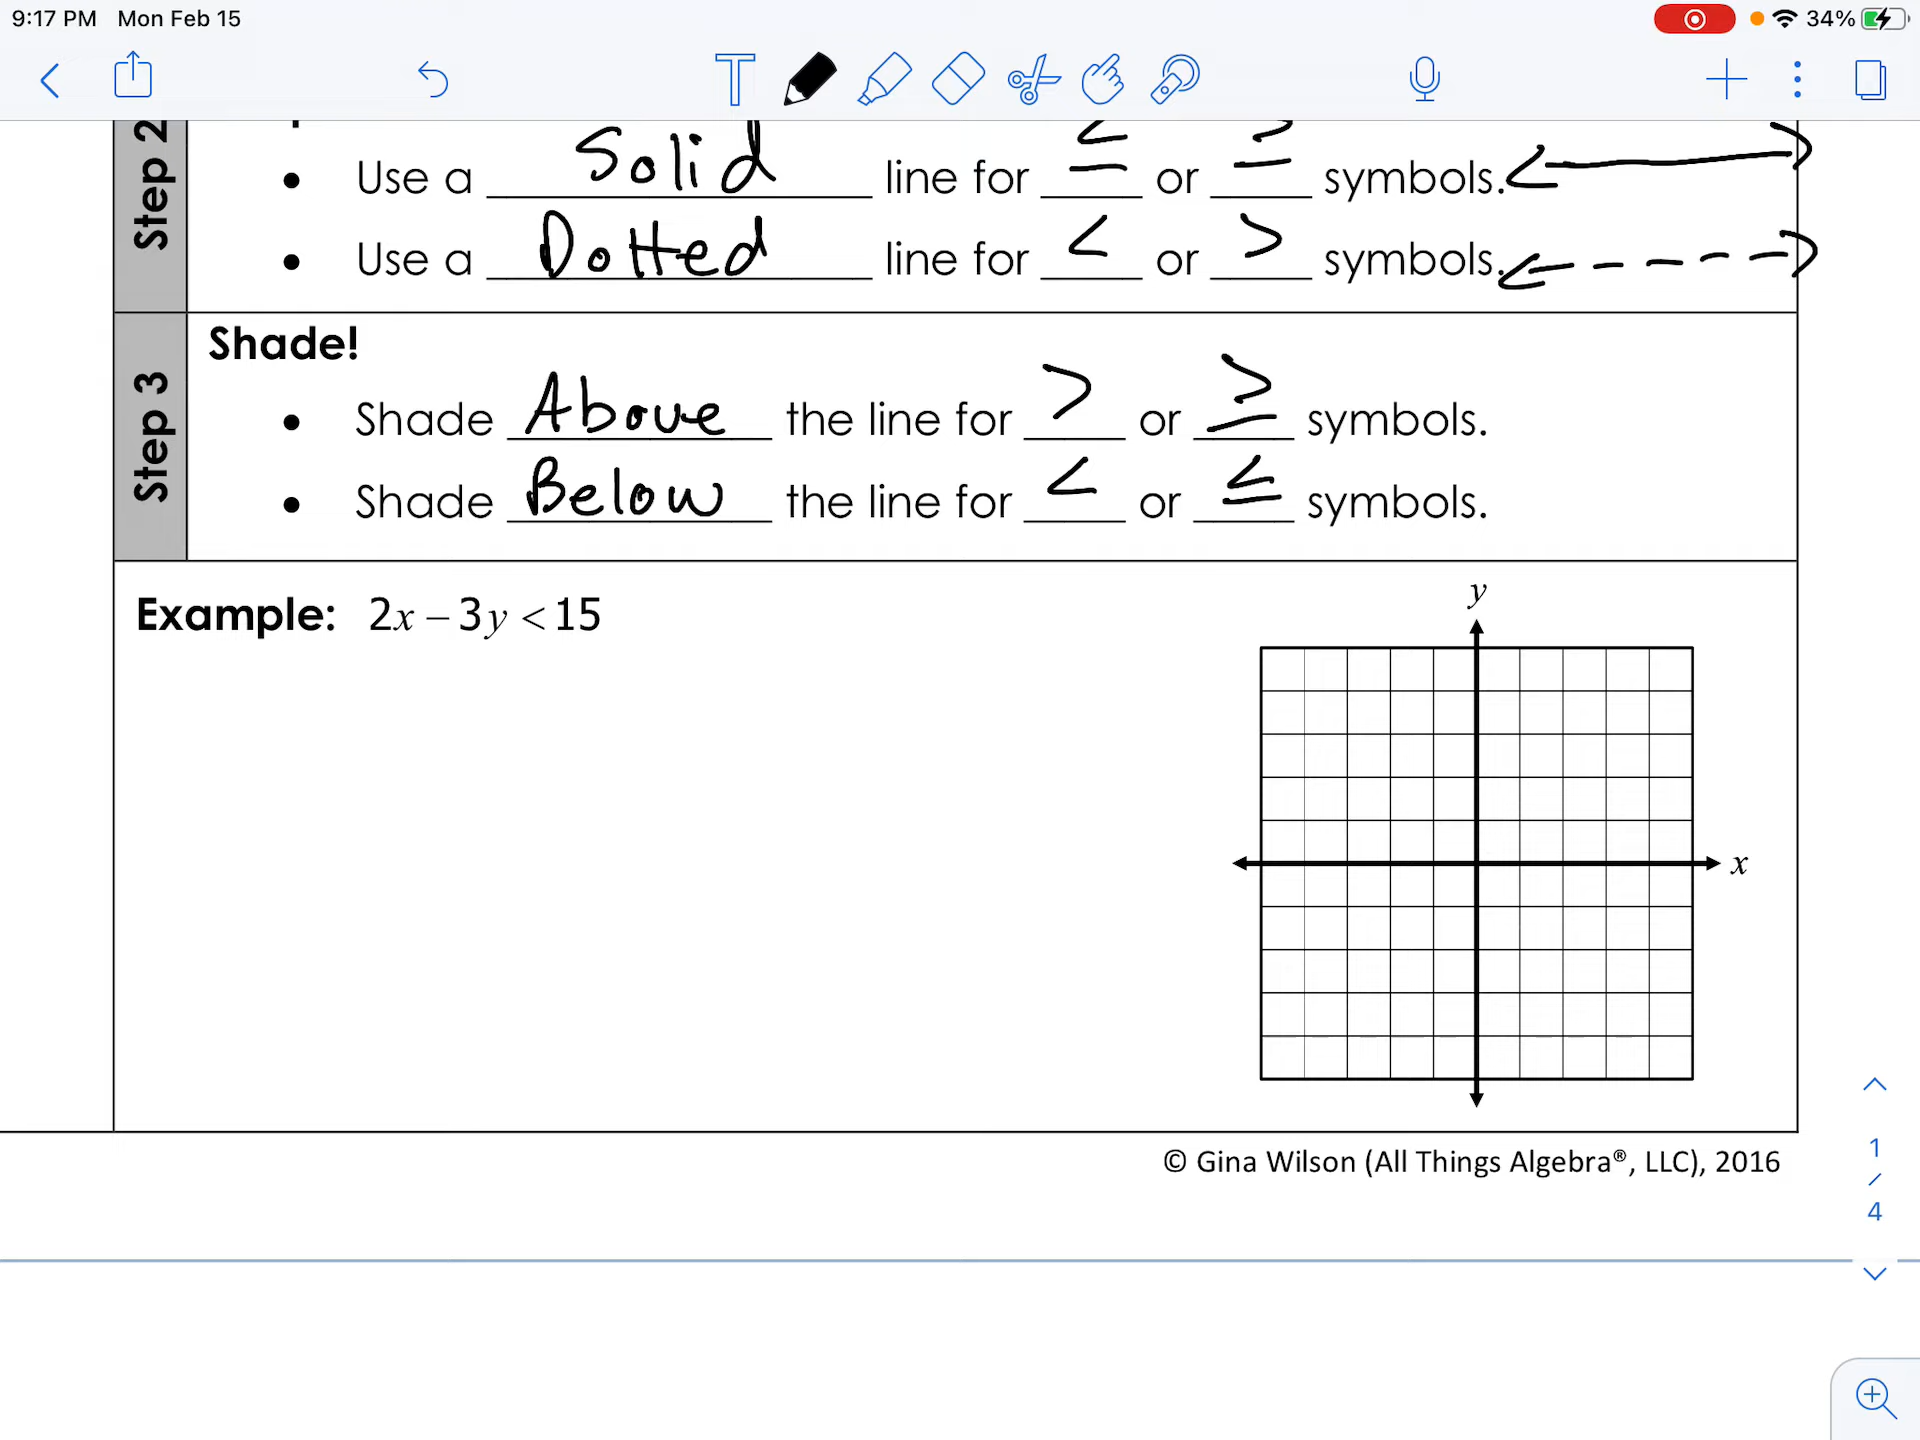 9:17 PM Mon Feb 15
34%
Step 2
• Use a Solid line for ≤ or ≥ symbols.
• Use a Dotted line for < or > symbols.
Step 3
Shade!
• Shade Above the line for > or ≥ symbols.
• Shade Below the line for < or ≤ symbols.
Example: 2x – 3y < 15
y
x
© Gina Wilson (All Things Algebra®, LLC), 2016
1
/
4